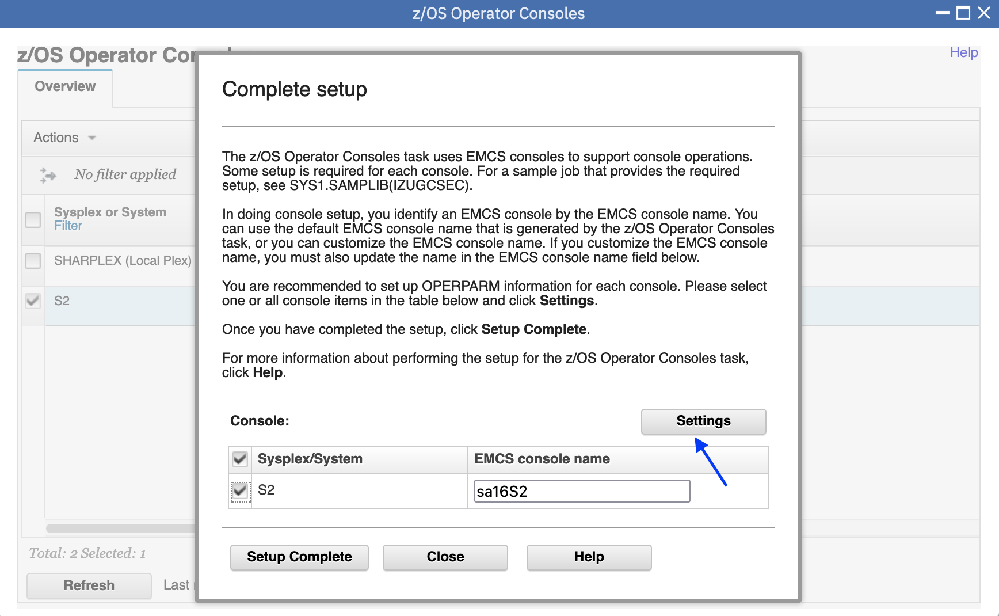 z/OS Operator Consoles
z/OS Operator
Help
Overview
Actions
No filter applied
Sysplex or System
Filter
SHARPLEX (Local Plex)
S2
Total: 2 Selected: 1
Refresh
Last
Complete setup
The z/OS Operator Consoles task uses EMCS consoles to support console operations.
Some setup is required for each console. For a sample job that provides the required
setup, see SYS1.SAMPLIB(IZUGCSEC).
In doing console setup, you identify an EMCS console by the EMCS console name. You
can use the default EMCS console name that is generated by the z/OS Operator Consoles
task, or you can customize the EMCS console name. If you customize the EMCS console
name, you must also update the name in the EMCS console name field below.
You are recommended to set up OPERPARM information for each console. Please select
one or all console items in the table below and click Settings.
Once you have completed the setup, click Setup Complete.
For more information about performing the setup for the z/OS Operator Consoles task,
click Help.
Console:
Settings
Sysplex/System
EMCS console name
S2
sa16S2
Setup Complete
Close
Help